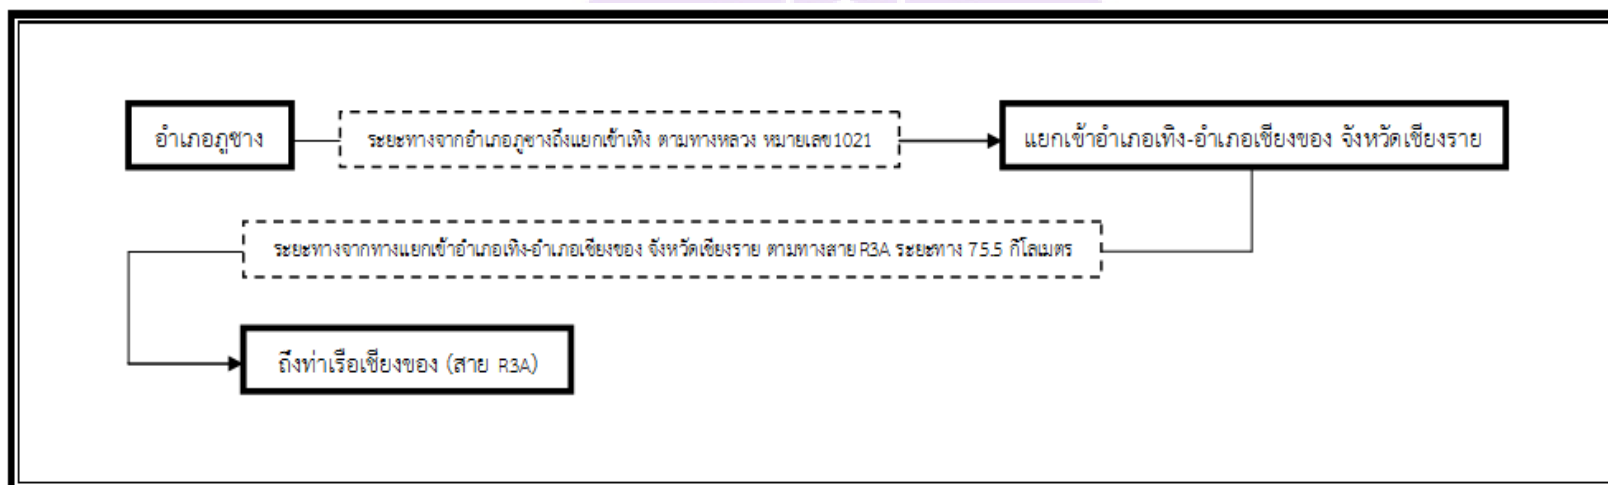 อำเภอภูซาง
ระยะทางจากอำเภอภูซางถึงแยกเข้าเทิง ตามทางหลวง หมายเลข1021
แยกเข้าอำเภอเทิง-อำเภอเชียงของ จังหวัดเชียงราย
ระยะทางจากทางแยกเข้าอำเภอเทิง-อำเภอเชียงของ จังหวัดเชียงราย ตามทางสาย R3A ระยะทาง 75.5 กิโลเมตร
ถึงท่าเรือเชียงของ (สาย R3A)